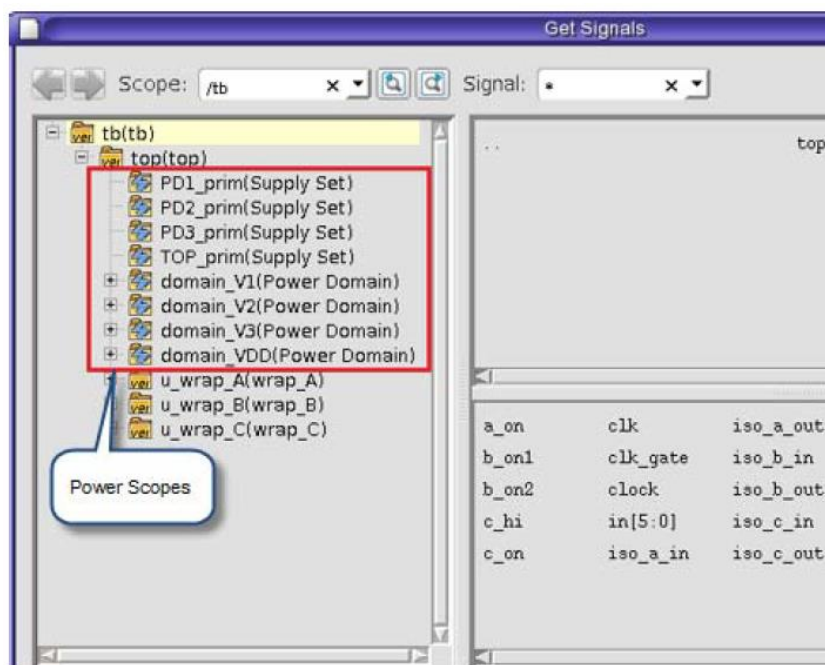 Get Signals
Scope: /tb Signal: *
tb(tb)
top(top)
PD1_prim(Supply Set)
PD2_prim(Supply Set)
PD3_prim(Supply Set)
TOP_prim(Supply Set)
domain_V1(Power Domain)
domain_V2(Power Domain)
domain_V3(Power Domain)
domain_VDD(Power Domain)
ver u_wrap_A(wrap_A)
ver u_wrap_B(wrap_B)
ver u_wrap_C(wrap_C)
Power Scopes
.. top
a_on clk iso_a_out
b_on1 clk_gate iso_b_in
b_on2 clock iso_b_out
c_hi in[5:0] iso_c_in
c_on iso_a_in iso_c_out